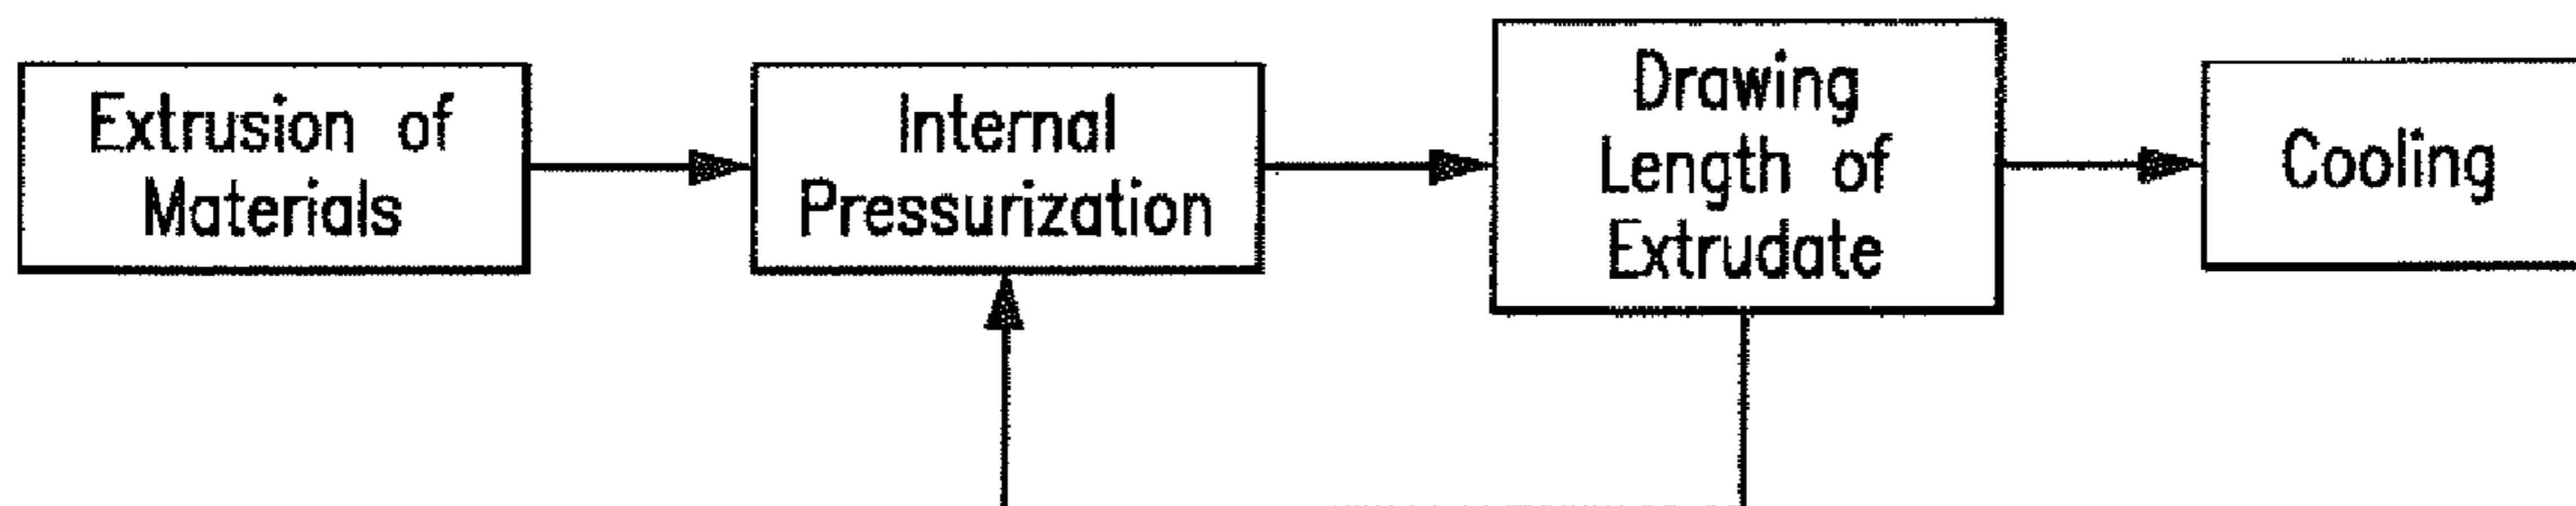 Extrusion of
Materials
Internal
Pressurization
Drawing
Length of
Extrudate
Cooling